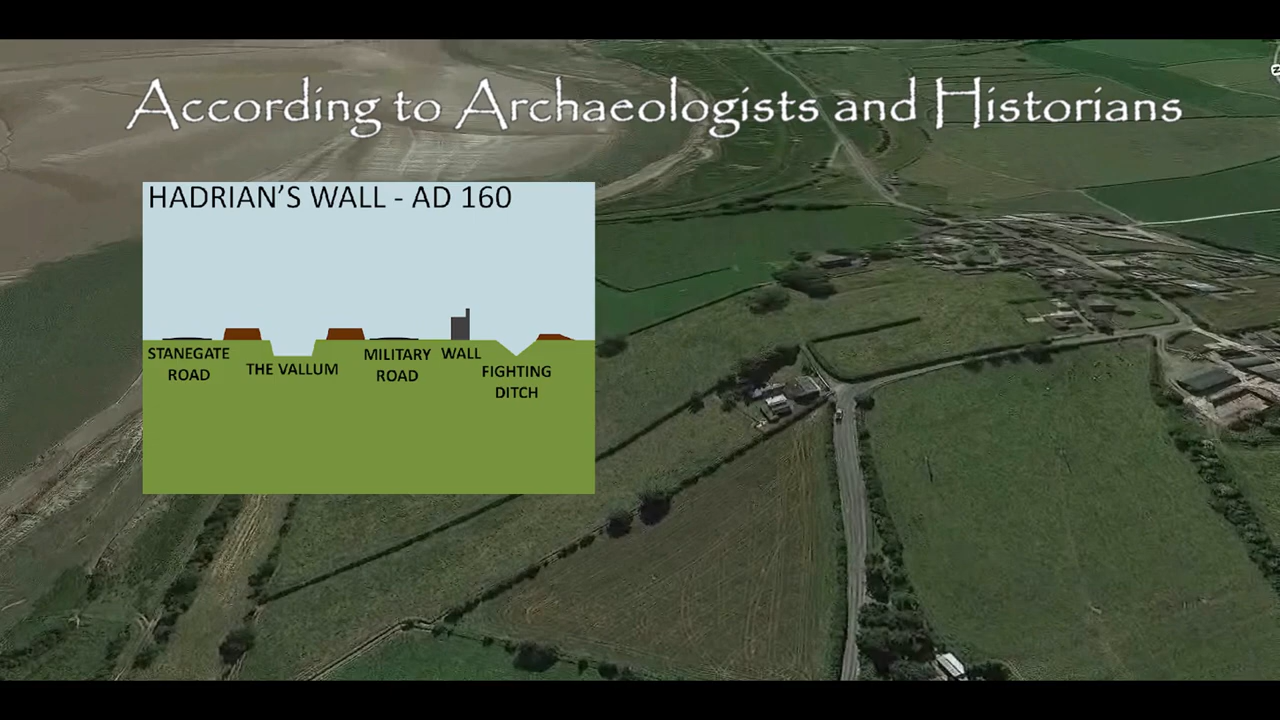 According to Archaeologists and Historians
HADRIAN'S WALL - AD 160
STANEGATE
ROAD
THE VALLUM
MILITARY
ROAD
WALL
FIGHTING
DITCH